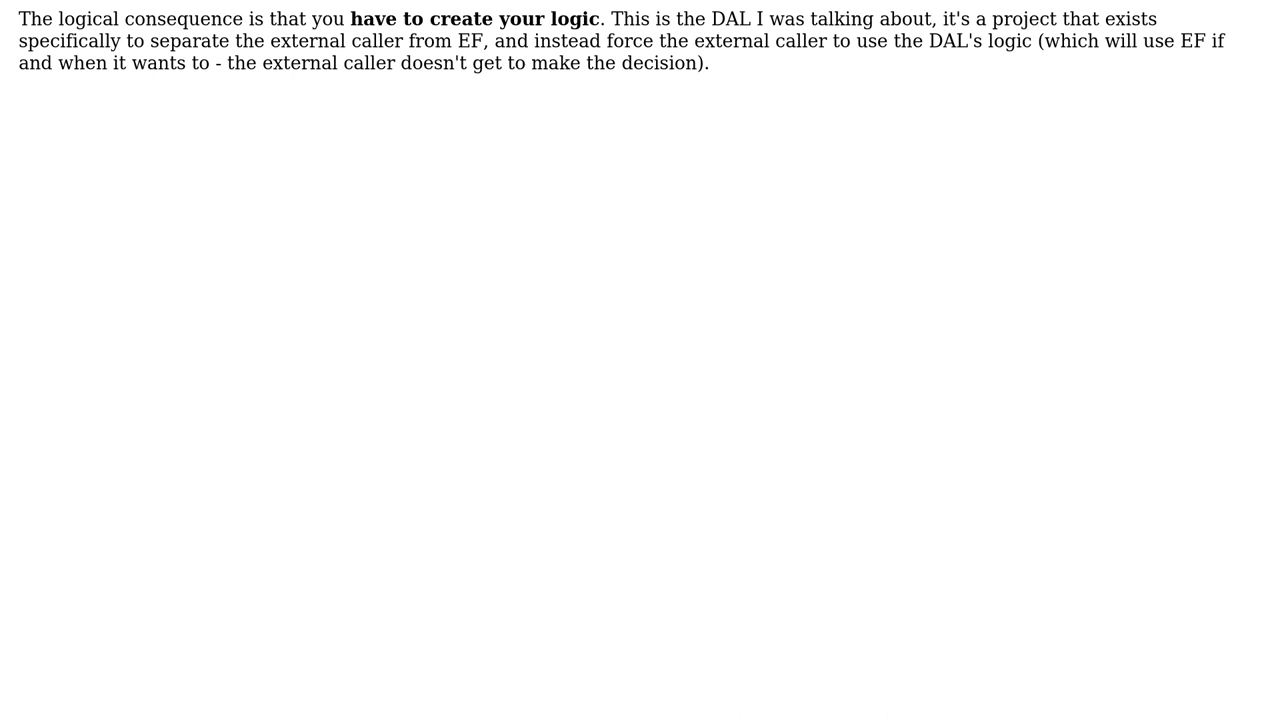 The logical consequence is that you have to create your logic. This is the DAL I was talking about, it's a project that exists
specifically to separate the external caller from EF, and instead force the external caller to use the DAL's logic (which will use EF if
and when it wants to - the external caller doesn't get to make the decision).